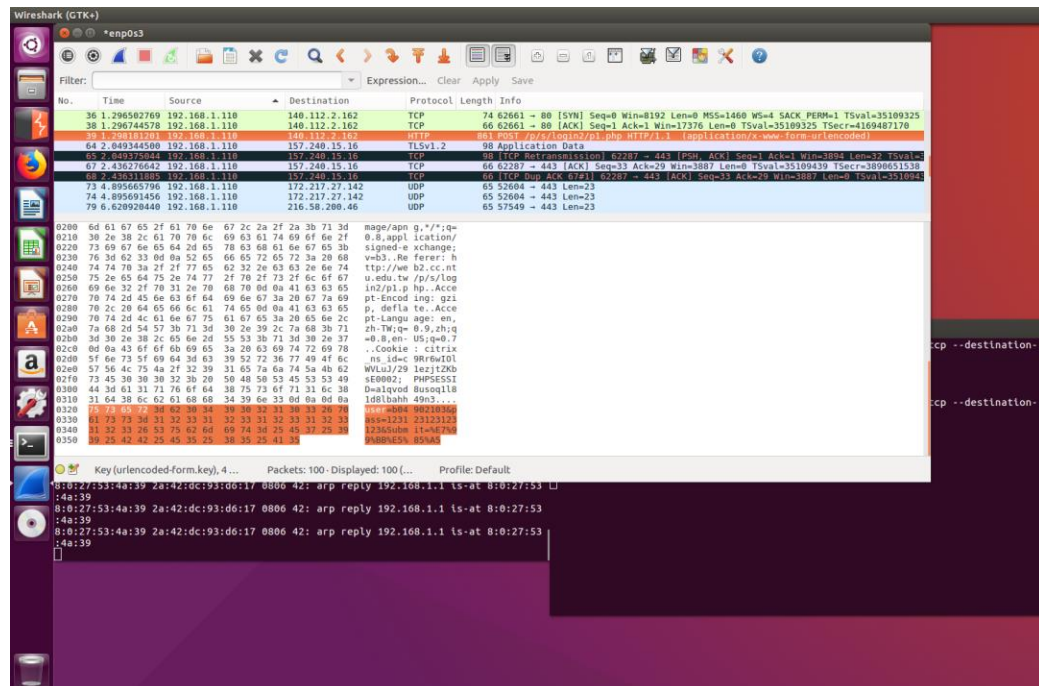 Wireshark (GTK+)
*enp0s3
Filter:
Expression... Clear Apply Save
No. Time Source Destination Protocol Length Info
36 1.296502769 192.168.1.110 140.112.2.162 TCP 74 62661 → 80 [SYN] Seq=0 Win=8192 Len=0 MSS=1460 WS=4 SACK_PERM=1 TSval=35109325
38 1.296744578 192.168.1.110 140.112.2.162 TCP 66 62661 → 80 [ACK] Seq=1 Ack=1 Win=17376 Len=0 TSval=35109325 TSecr=4169487170
39 1.298181201 192.168.1.110 140.112.2.162 HTTP 861 POST /p/s/login2/p1.php HTTP/1.1 (application/x-www-form-urlencoded)
64 2.049344500 192.168.1.110 157.240.15.16 TLSv1.2 98 Application Data
65 2.049375044 192.168.1.110 157.240.15.16 TCP 98 [TCP Retransmission] 62287 → 443 [PSH, ACK] Seq=1 Ack=1 Win=3894 Len=32 TSval=3
67 2.436276642 192.168.1.110 157.240.15.16 TCP 66 62287 → 443 [ACK] Seq=33 Ack=29 Win=3887 Len=0 TSval=35109439 TSecr=3890651538
68 2.436311885 192.168.1.110 157.240.15.16 TCP 66 [TCP Dup ACK 67#1] 62287 → 443 [ACK] Seq=33 Ack=29 Win=3887 Len=0 TSval=3510943
73 4.895665796 192.168.1.110 172.217.27.142 UDP 65 52604 → 443 Len=23
74 4.895691456 192.168.1.110 172.217.27.142 UDP 65 52604 → 443 Len=23
79 6.620920440 192.168.1.110 216.58.200.46 UDP 65 57549 → 443 Len=23
0200 6d 61 67 65 2f 61 70 6e 67 2c 2a 2f 2a 3b 71 3d mage/apn g,*/*;q=
0210 30 2e 38 2c 61 70 70 6c 69 63 61 74 69 6f 6e 2f 0.8,appl ication/
0220 73 69 67 6e 65 64 2d 65 78 63 68 61 6e 67 65 3b signed-e xchange;
0230 76 3d 62 33 0d 0a 52 65 66 65 72 65 72 3a 20 68 v=b3..Re ferer: h
0240 74 74 70 3a 2f 2f 77 65 62 32 2e 63 63 2e 6e 74 ttp://we b2.cc.nt
0250 75 2e 65 64 75 2e 74 77 2f 70 2f 73 2f 6c 6f 67 u.edu.tw /p/s/log
0260 69 6e 32 2f 70 31 2e 70 68 70 0d 0a 41 63 63 65 in2/p1.p hp..Acce
0270 70 74 2d 45 6e 63 6f 64 69 6e 67 3a 20 67 7a 69 pt-Encod ing: gzi
0280 70 2c 20 64 65 66 6c 61 74 65 0d 0a 41 63 63 65 p, defla te..Acce
0290 70 74 2d 4c 61 6e 67 75 61 67 65 3a 20 65 6e 2c pt-Langu age: en,
02a0 7a 68 2d 54 57 3b 71 3d 30 2e 39 2c 7a 68 3b 71 zh-TW;q= 0.9,zh;q
02b0 3d 30 2e 38 2c 65 6e 2d 55 53 3b 71 3d 30 2e 37 =0.8,en- US;q=0.7
02c0 0d 0a 43 6f 6f 6b 69 65 3a 20 63 69 74 72 69 78 ..Cookie : citrix
02d0 5f 6e 73 5f 69 64 3d 63 39 52 72 36 77 49 4f 6c _ns_id=c 9Rr6wIOl
02e0 57 56 4c 75 4a 2f 32 39 31 65 7a 6a 74 5a 4b 62 WVLuJ/29 1ezjtZKb
02f0 73 45 30 30 30 32 3b 20 50 48 50 53 45 53 53 49 sE0002; PHPSESSI
0300 44 3d 61 31 71 76 6f 64 38 75 73 6f 71 31 6c 38 D=a1qvod 8usoq1l8
0310 31 64 38 6c 62 61 68 68 34 39 6e 33 0d 0a 0d 0a 1d8lbahh 49n3....
0320 75 73 65 72 3d 62 30 34 39 30 32 31 30 33 26 70 user=b04 902103&p
0330 61 73 73 3d 31 32 33 31 32 33 31 32 33 31 32 33 ass=1231 23123123
0340 31 32 33 26 53 75 62 6d 69 74 3d 25 45 37 25 39 123&Subm it=%E7%9
0350 39 25 42 42 25 45 35 25 38 35 25 41 35 9%BB%E5% 85%A5
Key (urlencoded-form.key), 4 ... Packets: 100 · Displayed: 100 (... Profile: Default
8:0:27:53:4a:39 2a:42:dc:93:d6:17 0806 42: arp reply 192.168.1.1 is-at 8:0:27:53
:4a:39
8:0:27:53:4a:39 2a:42:dc:93:d6:17 0806 42: arp reply 192.168.1.1 is-at 8:0:27:53
:4a:39
8:0:27:53:4a:39 2a:42:dc:93:d6:17 0806 42: arp reply 192.168.1.1 is-at 8:0:27:53
:4a:39
tcp --destination-
tcp --destination-